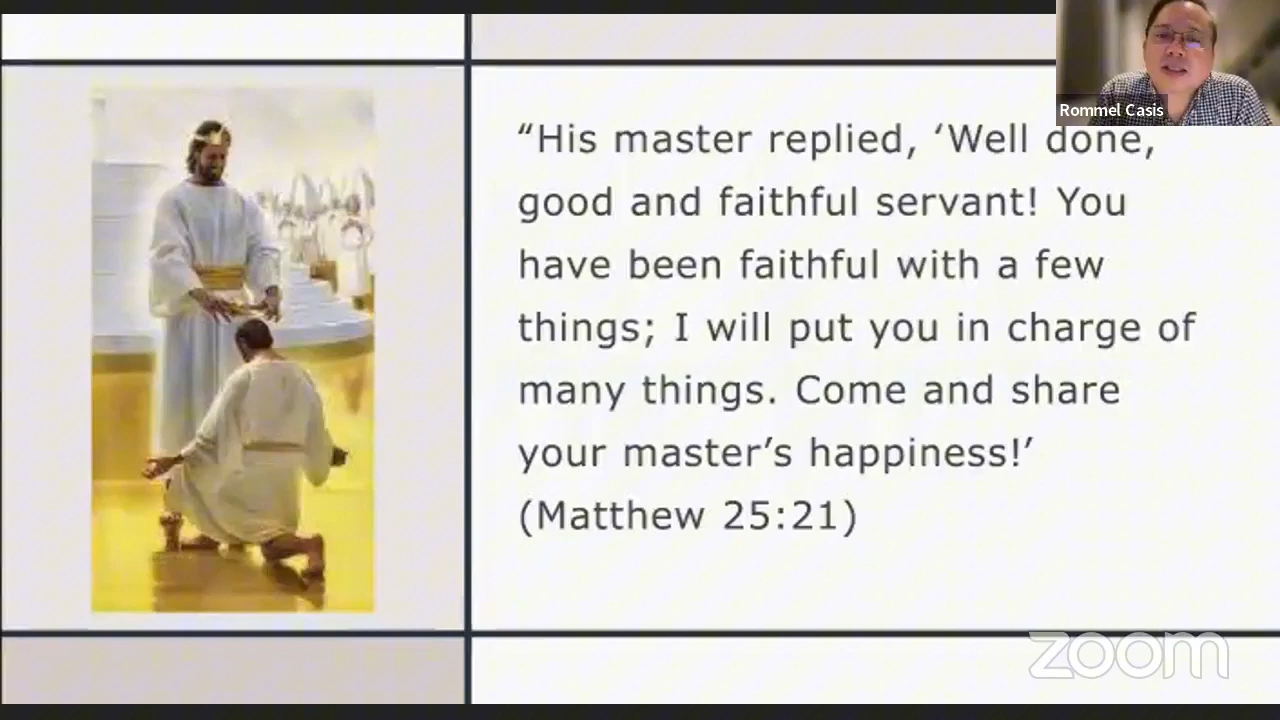 Rommel Casis
“His master replied, ‘Well done,
good and faithful servant! You
have been faithful with a few
things; I will put you in charge of
many things. Come and share
your master’s happiness!’
(Matthew 25:21)
zoom